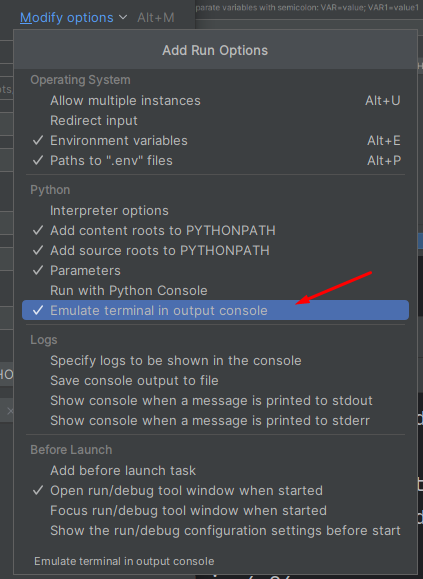 Modify options Alt+M
parate variables with semicolon: VAR=value; VAR1=value1
Add Run Options
Operating System
Allow multiple instances Alt+U
Redirect input
Environment variables Alt+E
Paths to ".env" files Alt+P
Python
Interpreter options
Add content roots to PYTHONPATH
Add source roots to PYTHONPATH
Parameters
Run with Python Console
Emulate terminal in output console
Logs
Specify logs to be shown in the console
Save console output to file
Show console when a message is printed to stdout
Show console when a message is printed to stderr
Before Launch
Add before launch task
Open run/debug tool window when started
Focus run/debug tool window when started
Show the run/debug configuration settings before start
Emulate terminal in output console